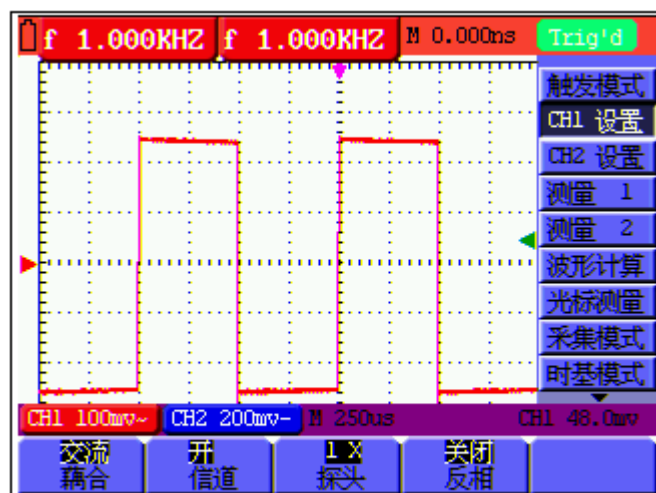 f 1.000KHZ f 1.000KHZ M 0.000ns Trig'd
触发模式
CH1 设置
CH2 设置
测量 1
测量 2
波形计算
光标测量
采集模式
时基模式
CH1 100mv~ CH2 200mv- M 250us CH1 48.0mv
交流 开 1 X 关闭
藕合 信道 探头 反相